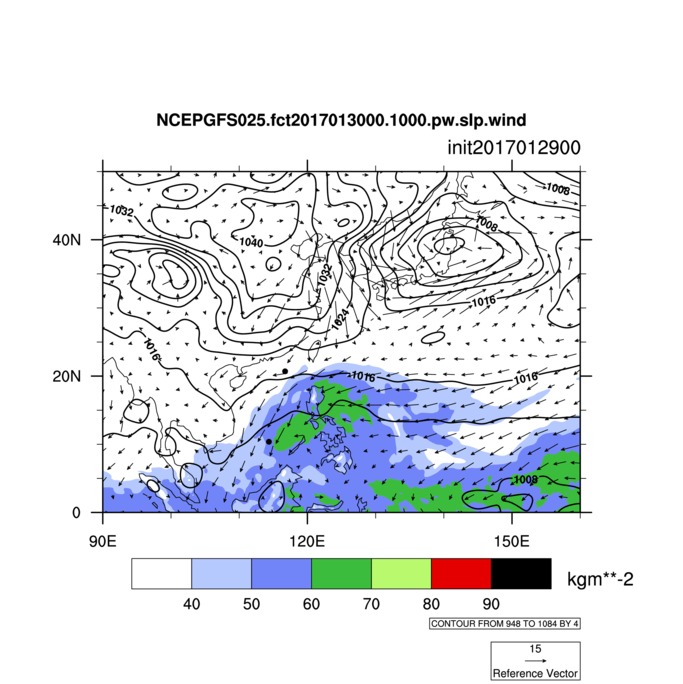 NCEPGFS025.fct2017013000.1000.pw.slp.wind
init2017012900
1032
1008
1008
40N
1040
1032
1024
1016
1016
20N
1016
1016
1008
0
90E 120E 150E
kgm**-2
40 50 60 70 80 90
CONTOUR FROM 948 TO 1084 BY 4
15
Reference Vector